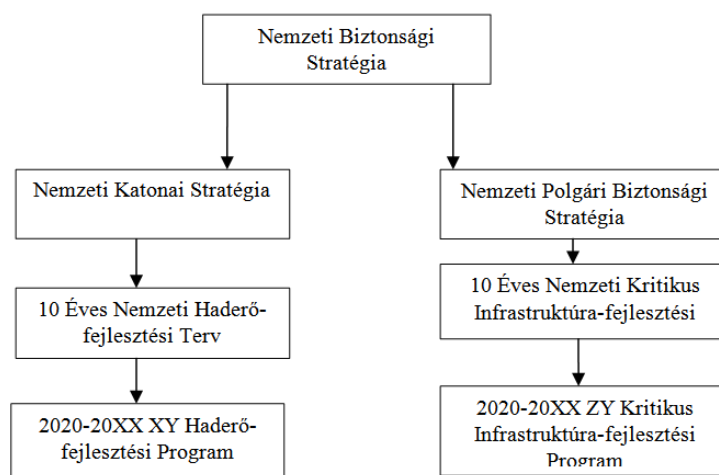 Nemzeti Biztonsági
Stratégia
Nemzeti Katonai Stratégia
Nemzeti Polgári Biztonsági
Stratégia
10 Éves Nemzeti Haderő-
fejlesztési Terv
10 Éves Nemzeti Kritikus
Infrastruktúra-fejlesztési
2020-20XX XY Haderő-
fejlesztési Program
2020-20XX ZY Kritikus
Infrastruktúra-fejlesztési
Program